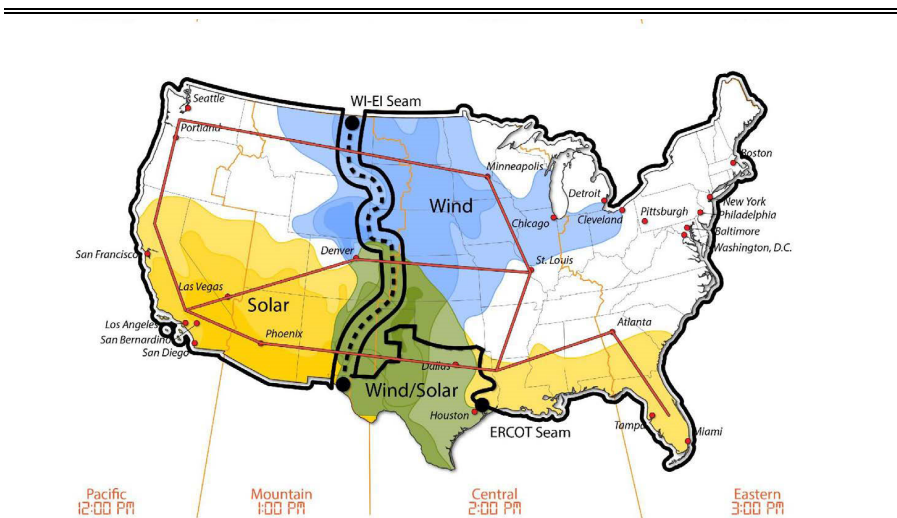 WI-EI Seam
Seattle
Portland
Minneapolis
Boston
Detroit
New York
Wind
Chicago
Cleveland
Pittsburgh
Philadelphia
Baltimore
Washington, D.C.
San Francisco
Denver
St. Louis
Las Vegas
Solar
Los Angeles
San Bernardino
San Diego
Phoenix
Atlanta
Dallas
Wind/Solar
Houston
ERCOT Seam
Tampa
Miami
Pacific
12:00 PM
Mountain
1:00 PM
Central
2:00 PM
Eastern
3:00 PM